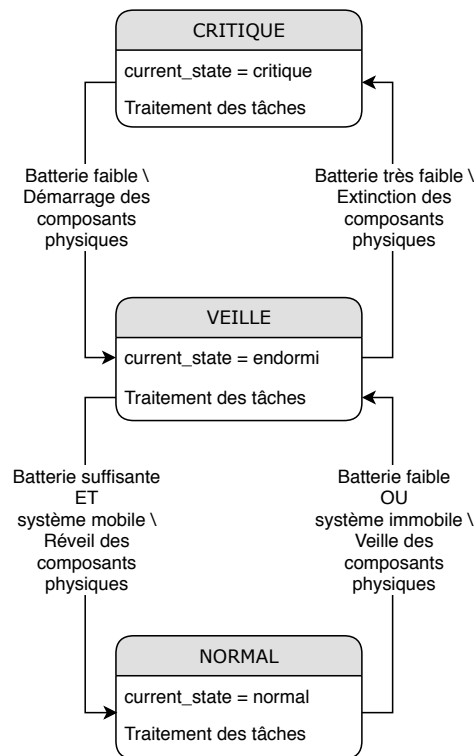 CRITIQUE
current_state = critique
Traitement des tâches
Batterie faible \
Démarrage des
composants
physiques
Batterie très faible \
Extinction des
composants
physiques
VEILLE
current_state = endormi
Traitement des tâches
Batterie suffisante
ET
système mobile \
Réveil des
composants
physiques
Batterie faible
OU
système immobile \
Veille des
composants
physiques
NORMAL
current_state = normal
Traitement des tâches